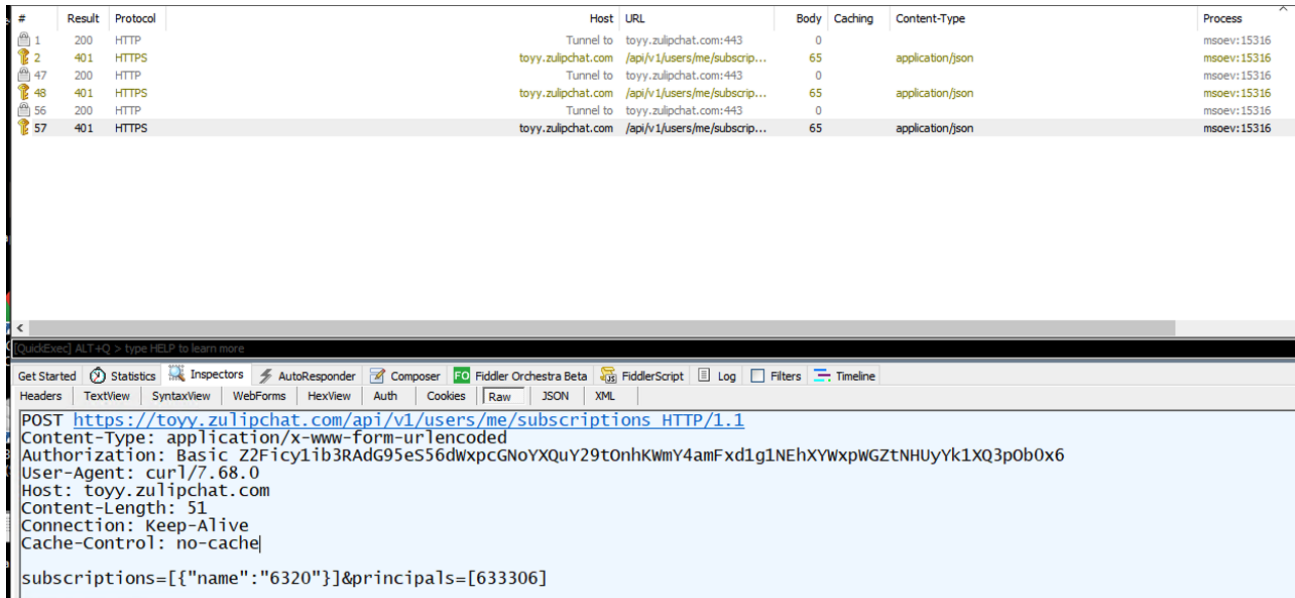 # Result Protocol Host URL Body Caching Content-Type Process
1 200 HTTP Tunnel to toyy.zulipchat.com:443 0 msoev:15316
2 401 HTTPS toyy.zulipchat.com /api/v1/users/me/subscrip... 65 application/json msoev:15316
47 200 HTTP Tunnel to toyy.zulipchat.com:443 0 msoev:15316
48 401 HTTPS toyy.zulipchat.com /api/v1/users/me/subscrip... 65 application/json msoev:15316
56 200 HTTP Tunnel to toyy.zulipchat.com:443 0 msoev:15316
57 401 HTTPS toyy.zulipchat.com /api/v1/users/me/subscrip... 65 application/json msoev:15316
[QuickExec] ALT+Q > type HELP to learn more
Get Started Statistics Inspectors AutoResponder Composer FO Fiddler Orchestra Beta FiddlerScript Log Filters Timeline
Headers TextView SyntaxView WebForms HexView Auth Cookies Raw JSON XML
POST https://toyy.zulipchat.com/api/v1/users/me/subscriptions HTTP/1.1
Content-Type: application/x-www-form-urlencoded
Authorization: Basic Z2Ficy1ib3RAdG95eS56dWxpcGNoYXQuY29tOnhKWmY4amFxd1g1NEhXYWxpWGZtNHUyYk1XQ3pOb0x6
User-Agent: curl/7.68.0
Host: toyy.zulipchat.com
Content-Length: 51
Connection: Keep-Alive
Cache-Control: no-cache
subscriptions=[{"name":"6320"}]&principals=[633306]